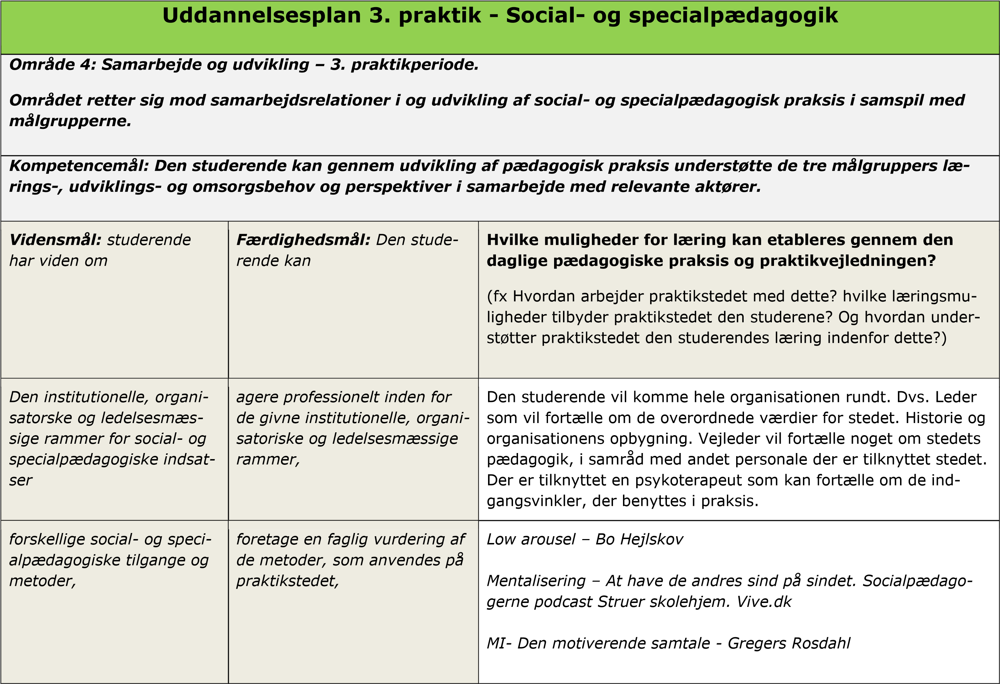 Uddannelsesplan 3. praktik - Social- og specialpædagogik
Område 4: Samarbejde og udvikling – 3. praktikperiode.
Området retter sig mod samarbejdsrelationer i og udvikling af social- og specialpædagogisk praksis i samspil med
målgrupperne.
Kompetencemål: Den studerende kan gennem udvikling af pædagogisk praksis understøtte de tre målgruppers læ-
rings-, udviklings- og omsorgsbehov og perspektiver i samarbejde med relevante aktører.
Vidensmål: studerende
har viden om
Færdighedsmål: Den stude-
rende kan
Hvilke muligheder for læring kan etableres gennem den
daglige pædagogiske praksis og praktikvejledningen?
(fx Hvordan arbejder praktikstedet med dette? hvilke læringsmu-
ligheder tilbyder praktikstedet den studerene? Og hvordan under-
støtter praktikstedet den studerendes læring indenfor dette?)
Den institutionelle, organi-
satorske og ledelsesmæs-
sige rammer for social- og
specialpædagogiske indsat-
ser
agere professionelt inden for
de givne institutionelle, organi-
satoriske og ledelsesmæssige
rammer,
Den studerende vil komme hele organisationen rundt. Dvs. Leder
som vil fortælle om de overordnede værdier for stedet. Historie og
organisationens opbygning. Vejleder vil fortælle noget om stedets
pædagogik, i samråd med andet personale der er tilknyttet stedet.
Der er tilknyttet en psykoterapeut som kan fortælle om de ind-
gangsvinkler, der benyttes i praksis.
forskellige social- og speci-
alpædagogiske tilgange og
metoder,
foretage en faglig vurdering af
de metoder, som anvendes på
praktikstedet,
Low arousel – Bo Hejlskov
Mentalisering – At have de andres sind på sindet. Socialpædago-
gerne podcast Struer skolehjem. Vive.dk
MI- Den motiverende samtale - Gregers Rosdahl